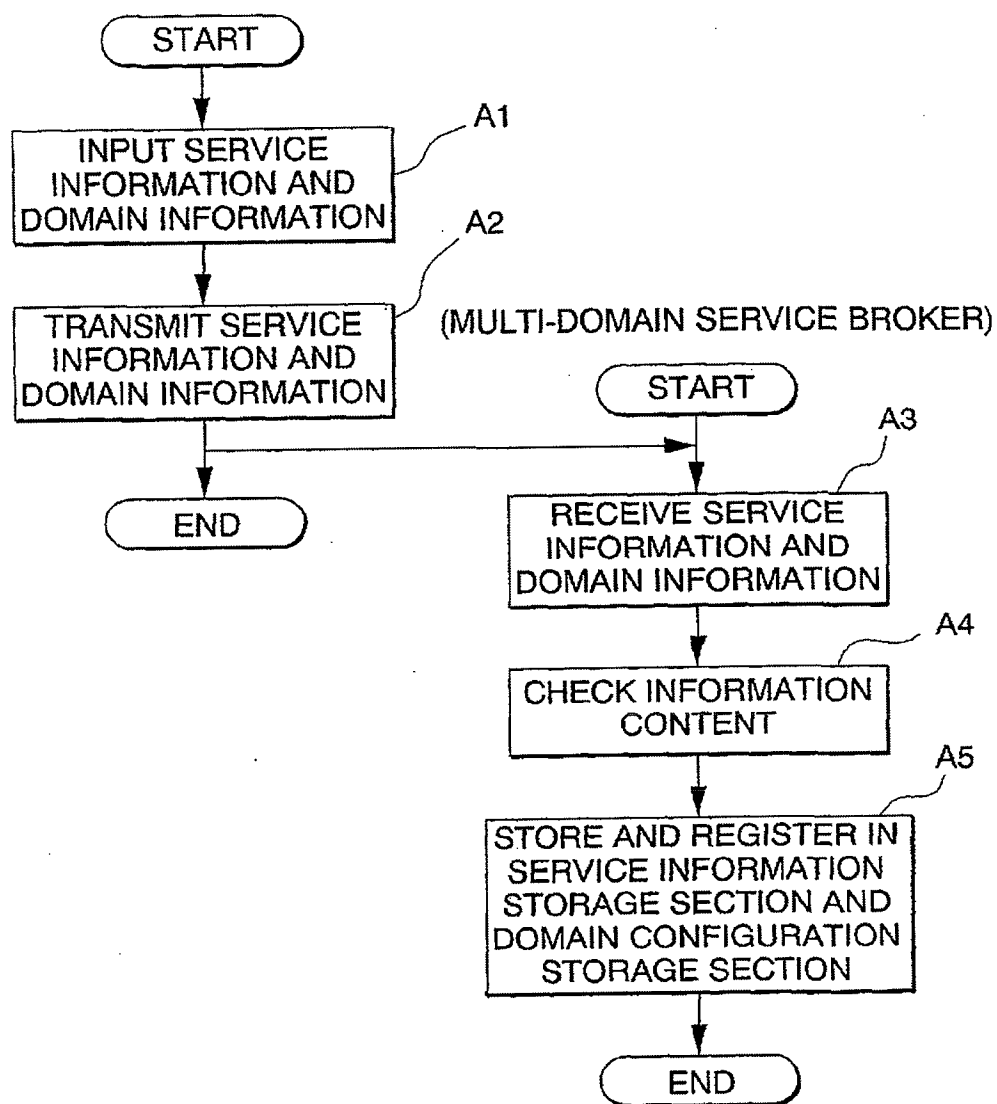 START
A1
INPUT SERVICE
INFORMATION AND
DOMAIN INFORMATION
A2
TRANSMIT SERVICE
INFORMATION AND
DOMAIN INFORMATION
END
(MULTI-DOMAIN SERVICE BROKER)
START
A3
RECEIVE SERVICE
INFORMATION AND
DOMAIN INFORMATION
A4
CHECK INFORMATION
CONTENT
A5
STORE AND REGISTER IN
SERVICE INFORMATION
STORAGE SECTION AND
DOMAIN CONFIGURATION
STORAGE SECTION
END